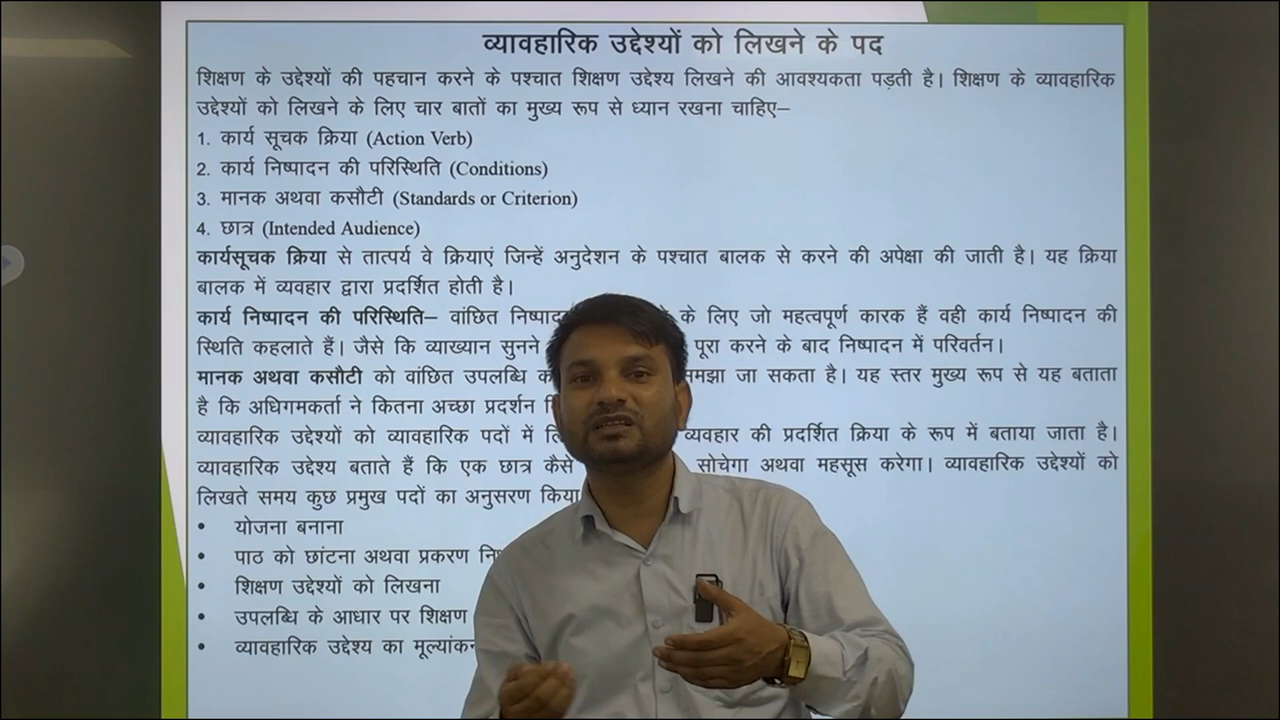 व्यावहारिक उद्देश्यों को लिखने के पद
शिक्षण के उद्देश्यों की पहचान करने के पश्चात शिक्षण उद्देश्य लिखने की आवश्यकता पड़ती है। शिक्षण के व्यावहारिक
उद्देश्यों को लिखने के लिए चार बातों का मुख्य रूप से ध्यान रखना चाहिए–
1. कार्य सूचक क्रिया (Action Verb)
2. कार्य निष्पादन की परिस्थिति (Conditions)
3. मानक अथवा कसौटी (Standards or Criterion)
4. छात्र (Intended Audience)
कार्यसूचक क्रिया से तात्पर्य वे क्रियाएं जिन्हें अनुदेशन के पश्चात बालक से करने की अपेक्षा की जाती है। यह क्रिया
बालक में व्यवहार द्वारा प्रदर्शित होती है।
कार्य निष्पादन की परिस्थिति– वांछित के लिए जो महत्वपूर्ण कारक हैं वही कार्य निष्पादन की
स्थिति कहलाते हैं। जैसे कि व्याख्यान सुनने पूरा करने के बाद निष्पादन में परिवर्तन।
मानक अथवा कसौटी को वांछित उपलब्धि समझा जा सकता है। यह स्तर मुख्य रूप से यह बताता
है कि अधिगमकर्ता ने कितना अच्छा प्रदर्शन
व्यावहारिक उद्देश्यों को व्यावहारिक पदों में व्यवहार की प्रदर्शित क्रिया के रूप में बताया जाता है।
व्यावहारिक उद्देश्य बताते हैं कि एक छात्र कैसे सोचेगा अथवा महसूस करेगा। व्यावहारिक उद्देश्यों को
लिखते समय कुछ प्रमुख पदों का अनुसरण किया
• योजना बनाना
• पाठ को छांटना अथवा प्रकरण
• शिक्षण उद्देश्यों को लिखना
• उपलब्धि के आधार पर शिक्षण
• व्यावहारिक उद्देश्य का